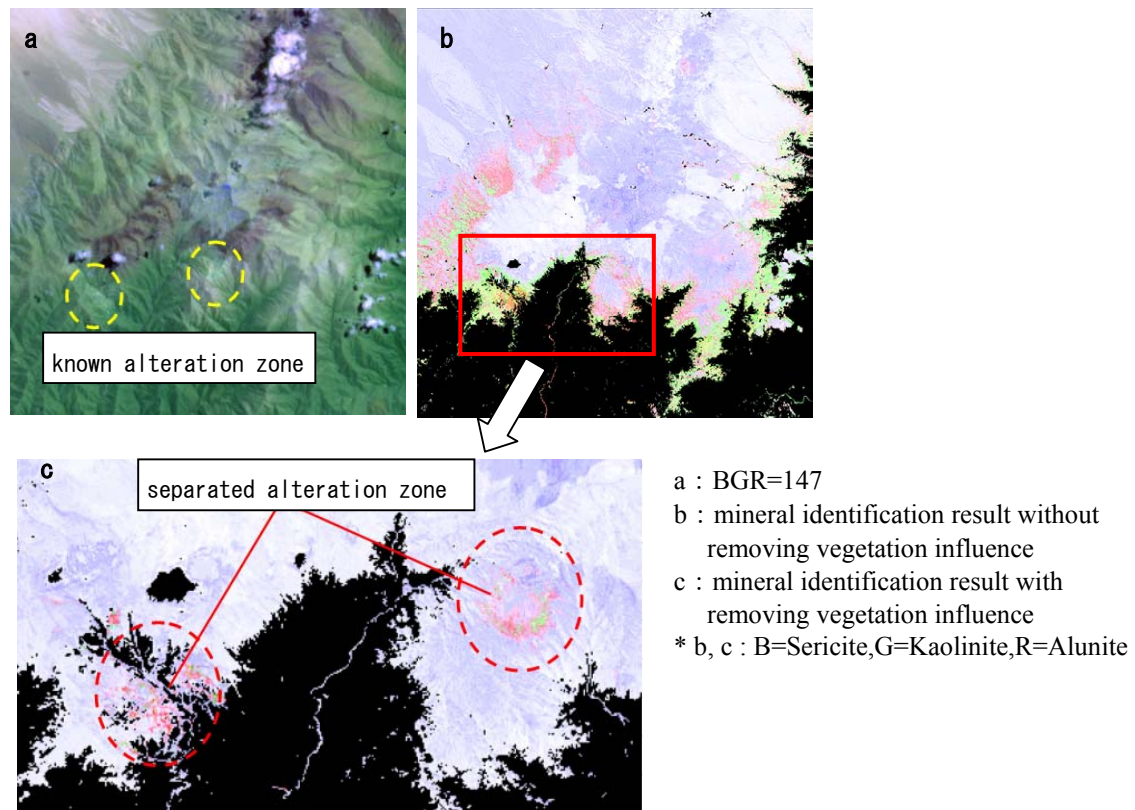 a
b
known alteration zone
c
separated alteration zone
a : BGR=147
b : mineral identification result without
removing vegetation influence
c : mineral identification result with
removing vegetation influence
* b, c : B=Sericite,G=Kaolinite,R=Alunite